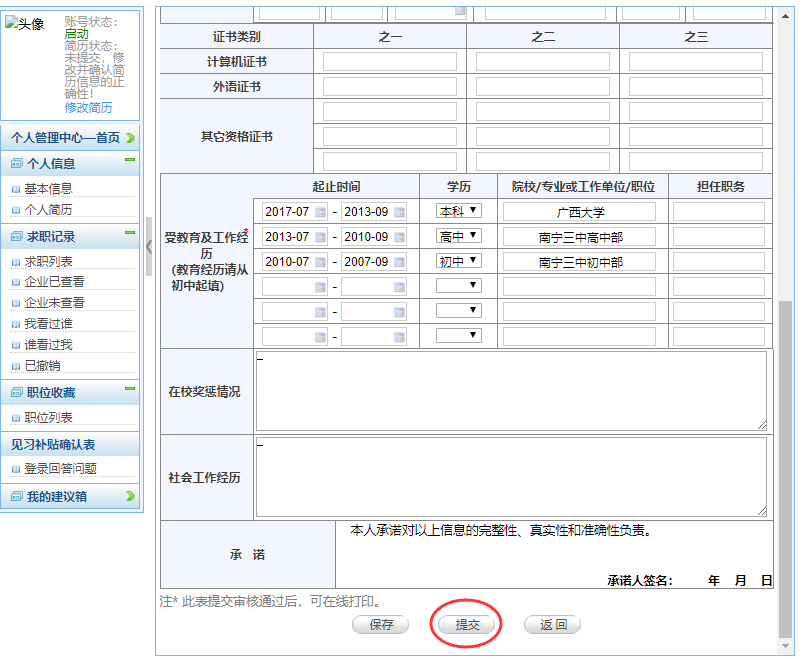 头像
账号状态：
启动
简历状态：
未提交，修
改并确认简
历信息的正
确性！
修改简历
个人管理中心—首页
个人信息
基本信息
个人简历
求职记录
求职列表
企业已查看
企业未查看
我看过谁
谁看过我
已撤销
职位收藏
职位列表
见习补贴确认表
登录回答问题
我的建议箱
证书类别 之一 之二 之三
计算机证书
外语证书
其它资格证书
受教育及工作经*
历
（教育经历请从
初中起填）
起止时间 学历 院校/专业或工作单位/职位 担任职务
2017-07 - 2013-09 本科 广西大学
2013-07 - 2010-09 高中 南宁三中高中部
2010-07 - 2007-09 初中 南宁三中初中部
-
-
-
在校奖惩情况
社会工作经历
承 诺
本人承诺对以上信息的完整性、真实性和准确性负责。
承诺人签名： 年 月 日
注* 此表提交审核通过后，可在线打印。
保存 提交 返回